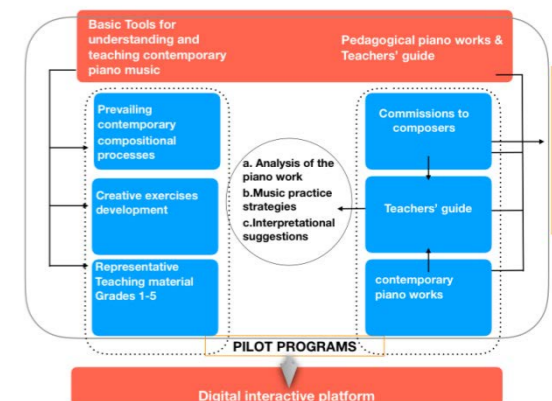 Basic Tools for
understanding and
teaching contemporary
piano music
Pedagogical piano works &
Teachers' guide
Prevailing
contemporary
compositional
processes
Creative exercises
development
Representative
Teaching material
Grades 1-5
a. Analysis of the
piano work
b.Music practice
strategies
c.Interpretational
suggestions
Commissions to
composers
Teachers' guide
contemporary
piano works
PILOT PROGRAMS
Digital interactive platform